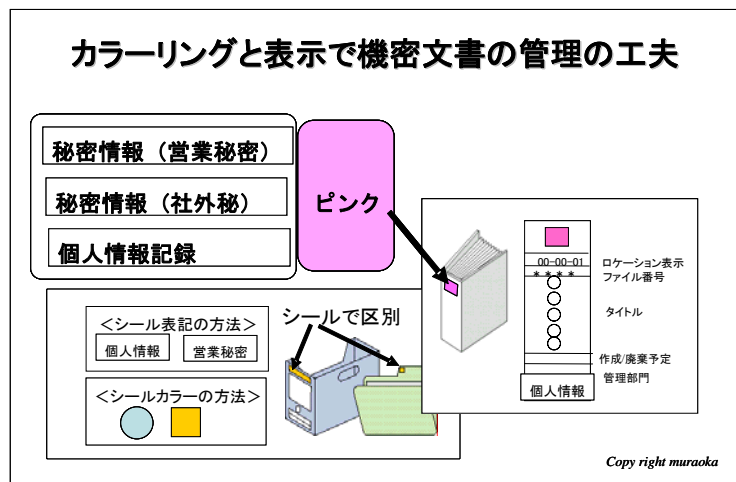 カラーリングと表示で機密文書の管理の工夫
秘密情報（営業秘密）
秘密情報（社外秘）
個人情報記録
ピンク
00-00-01
＊＊＊＊
ロケーション表示
ファイル番号
タイトル
作成/廃棄予定
管理部門
個人情報
＜シール表記の方法＞
個人情報 営業秘密
シールで区別
＜シールカラーの方法＞
Copy right muraoka